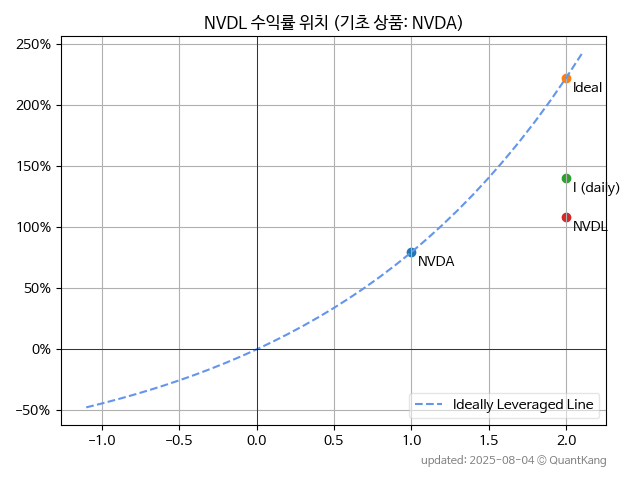 NVDL 수익률 위치 (기초 상품: NVDA)
250%
200%
150%
100%
50%
0%
−50%
Ideal
I (daily)
NVDL
NVDA
Ideally Leveraged Line
−1.0 −0.5 0.0 0.5 1.0 1.5 2.0
updated: 2025-08-04 © QuantKang